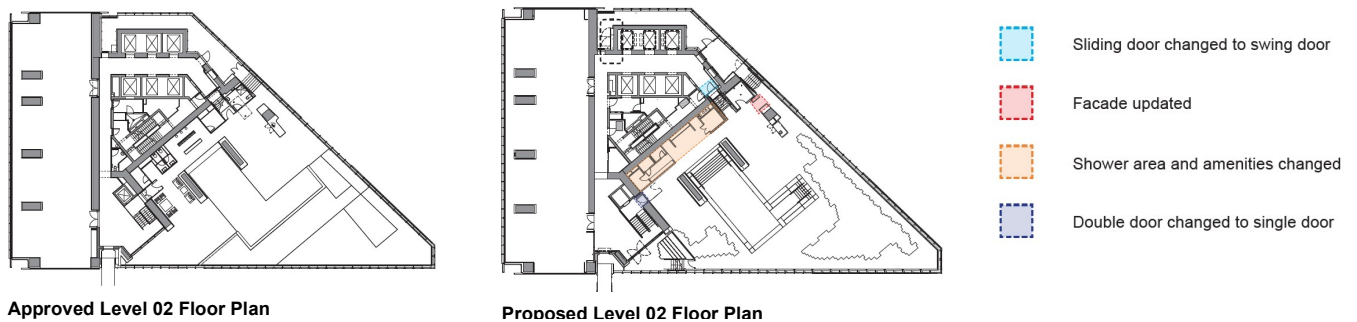 Sliding door changed to swing door
Facade updated
Shower area and amenities changed
Double door changed to single door
Approved Level 02 Floor Plan
Proposed Level 02 Floor Plan